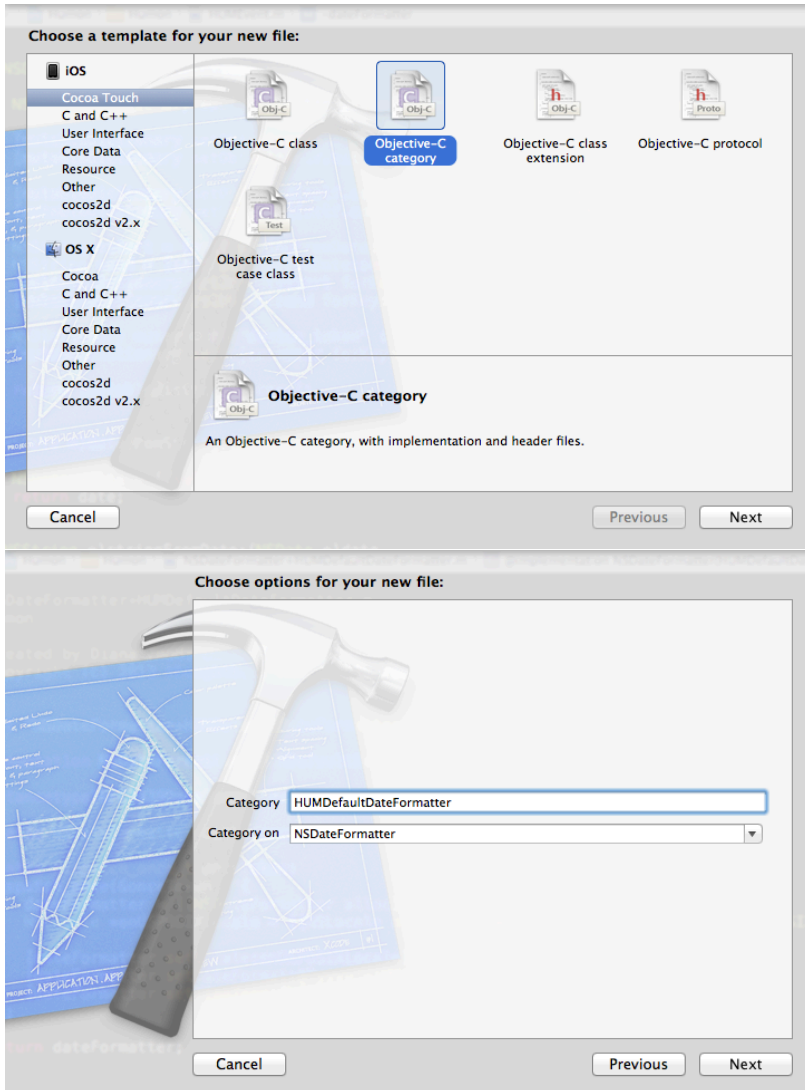 Choose a template for your new file:
iOS
Cocoa Touch
C and C++
User Interface
Core Data
Resource
Other
cocos2d
cocos2d v2.x
OS X
Cocoa
C and C++
User Interface
Core Data
Resource
Other
cocos2d
cocos2d v2.x
Obj-C
Objective-C class
Obj-C
Objective-C
category
h
Obj-C
Objective-C class
extension
h
Proto
Objective-C protocol
Test
Objective-C test
case class
Obj-C
Objective-C category
An Objective-C category, with implementation and header files.
Cancel
Previous
Next
Choose options for your new file:
Category
HUMDefaultDateFormatter
Category on
NSDateFormatter
PROJECT APPLICATION.APP
Cancel
Previous
Next